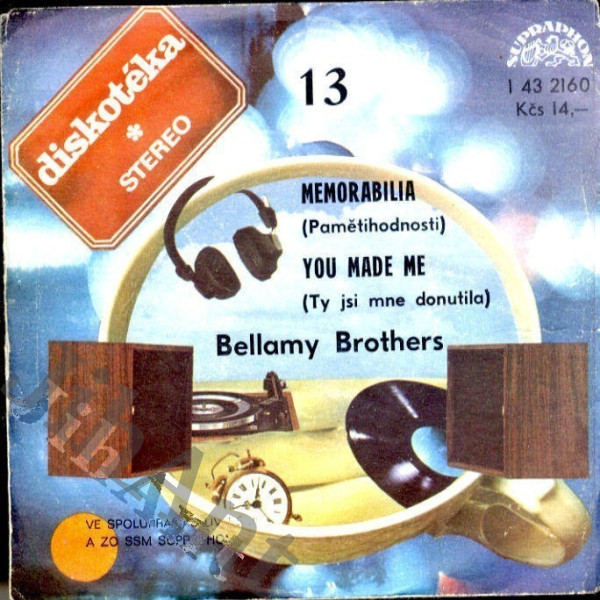 diskotéka
*
STEREO
13
SUPRAPHON
1 43 2160
Kčs 14,—
MEMORABILIA
(Pamětihodnosti)
YOU MADE ME
(Ty jsi mne donutila)
Bellamy Brothers
VE
A ZO SSM
JihAnt